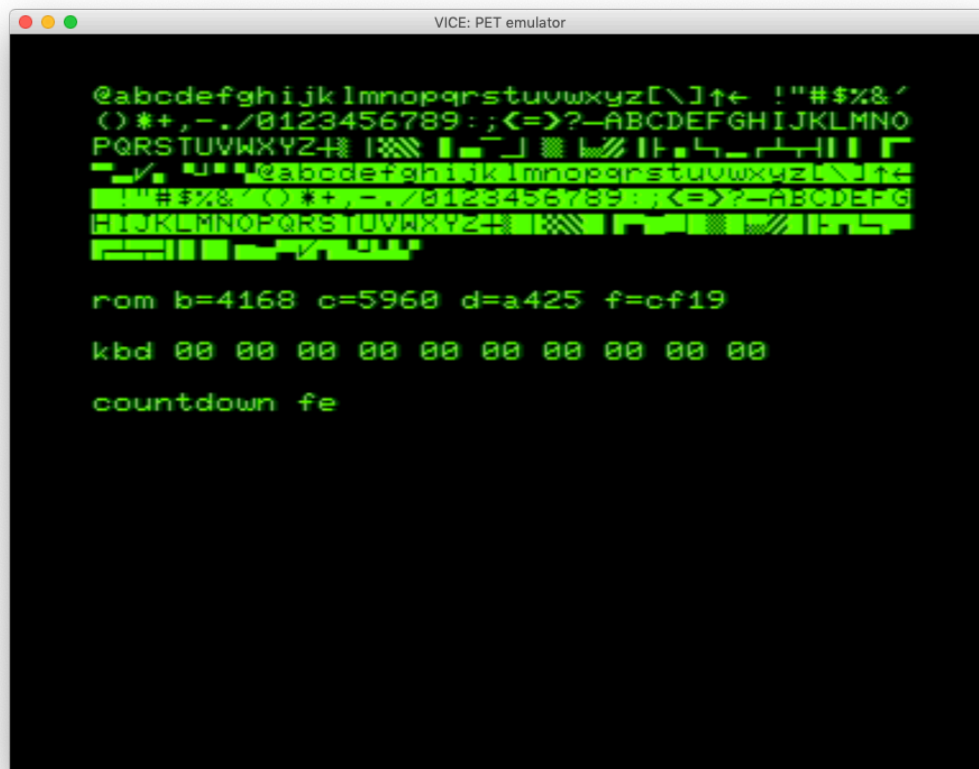 VICE: PET emulator
@abcdefghijklmnopqrstuvwxyz[\]↑← !"#$%&´
()*+,-./0123456789:;<=>?—ABCDEFGHIJKLMNO
PQRSTUVWXYZ
@abcdefghijklmnopqrstuvwxyz[\]↑←
!"#$%&´()*+,-./0123456789:;<=>?—ABCDEFG
HIJKLMNOPQRSTUVWXYZ
rom b=4168 c=5960 d=a425 f=cf19
kbd 00 00 00 00 00 00 00 00 00 00
countdown fe